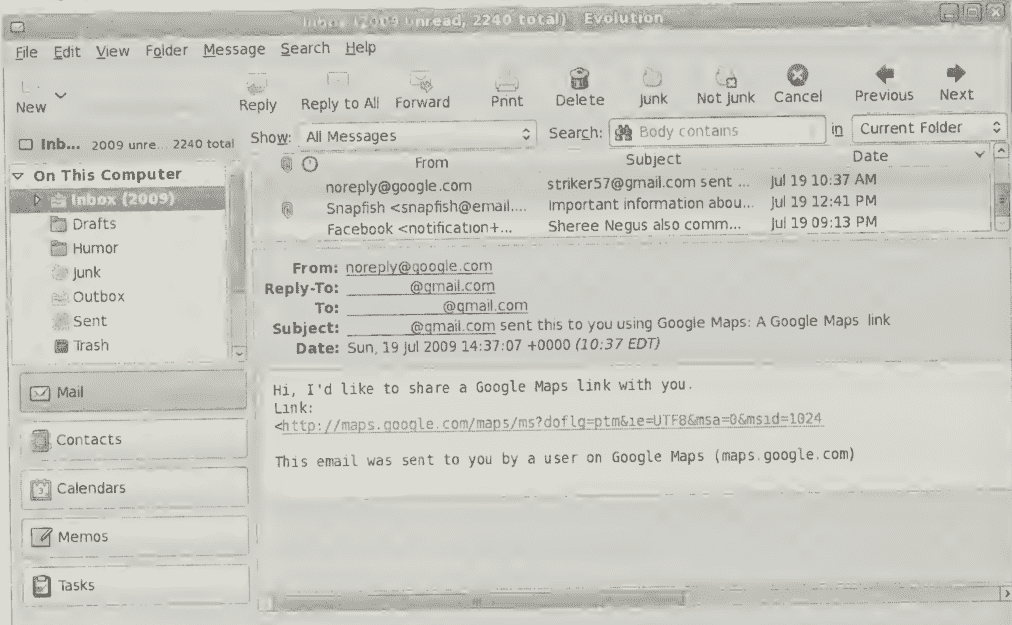 Inbox (2009 unread, 2240 total) - Evolution
File Edit View Folder Message Search Help
New Reply Reply to All Forward Print Delete Junk Not Junk Cancel Previous Next
Inb... 2009 unre... 2240 total Show: All Messages Search: Body contains in Current Folder
From Subject Date
On This Computer
noreply@google.com striker57@gmail.com sent ... Jul 19 10:37 AM
Inbox (2009)
Snapfish <snapfish@email.... Important information abou... Jul 19 12:41 PM
Drafts
Facebook <notification+... Sheree Negus also comm... Jul 19 09:13 PM
Humor
Junk
Outbox
Sent
Trash
From: noreply@google.com
Reply-To: @gmail.com
To: @gmail.com
Subject: @gmail.com sent this to you using Google Maps: A Google Maps link
Date: Sun, 19 Jul 2009 14:37:07 +0000 (10:37 EDT)
Mail
Contacts
Calendars
Memos
Tasks
Hi, I'd like to share a Google Maps link with you.
Link:
<http://maps.google.com/maps/ms?doflg=ptm&ie=UTF8&msa=0&msid=1024
This email was sent to you by a user on Google Maps (maps.google.com)